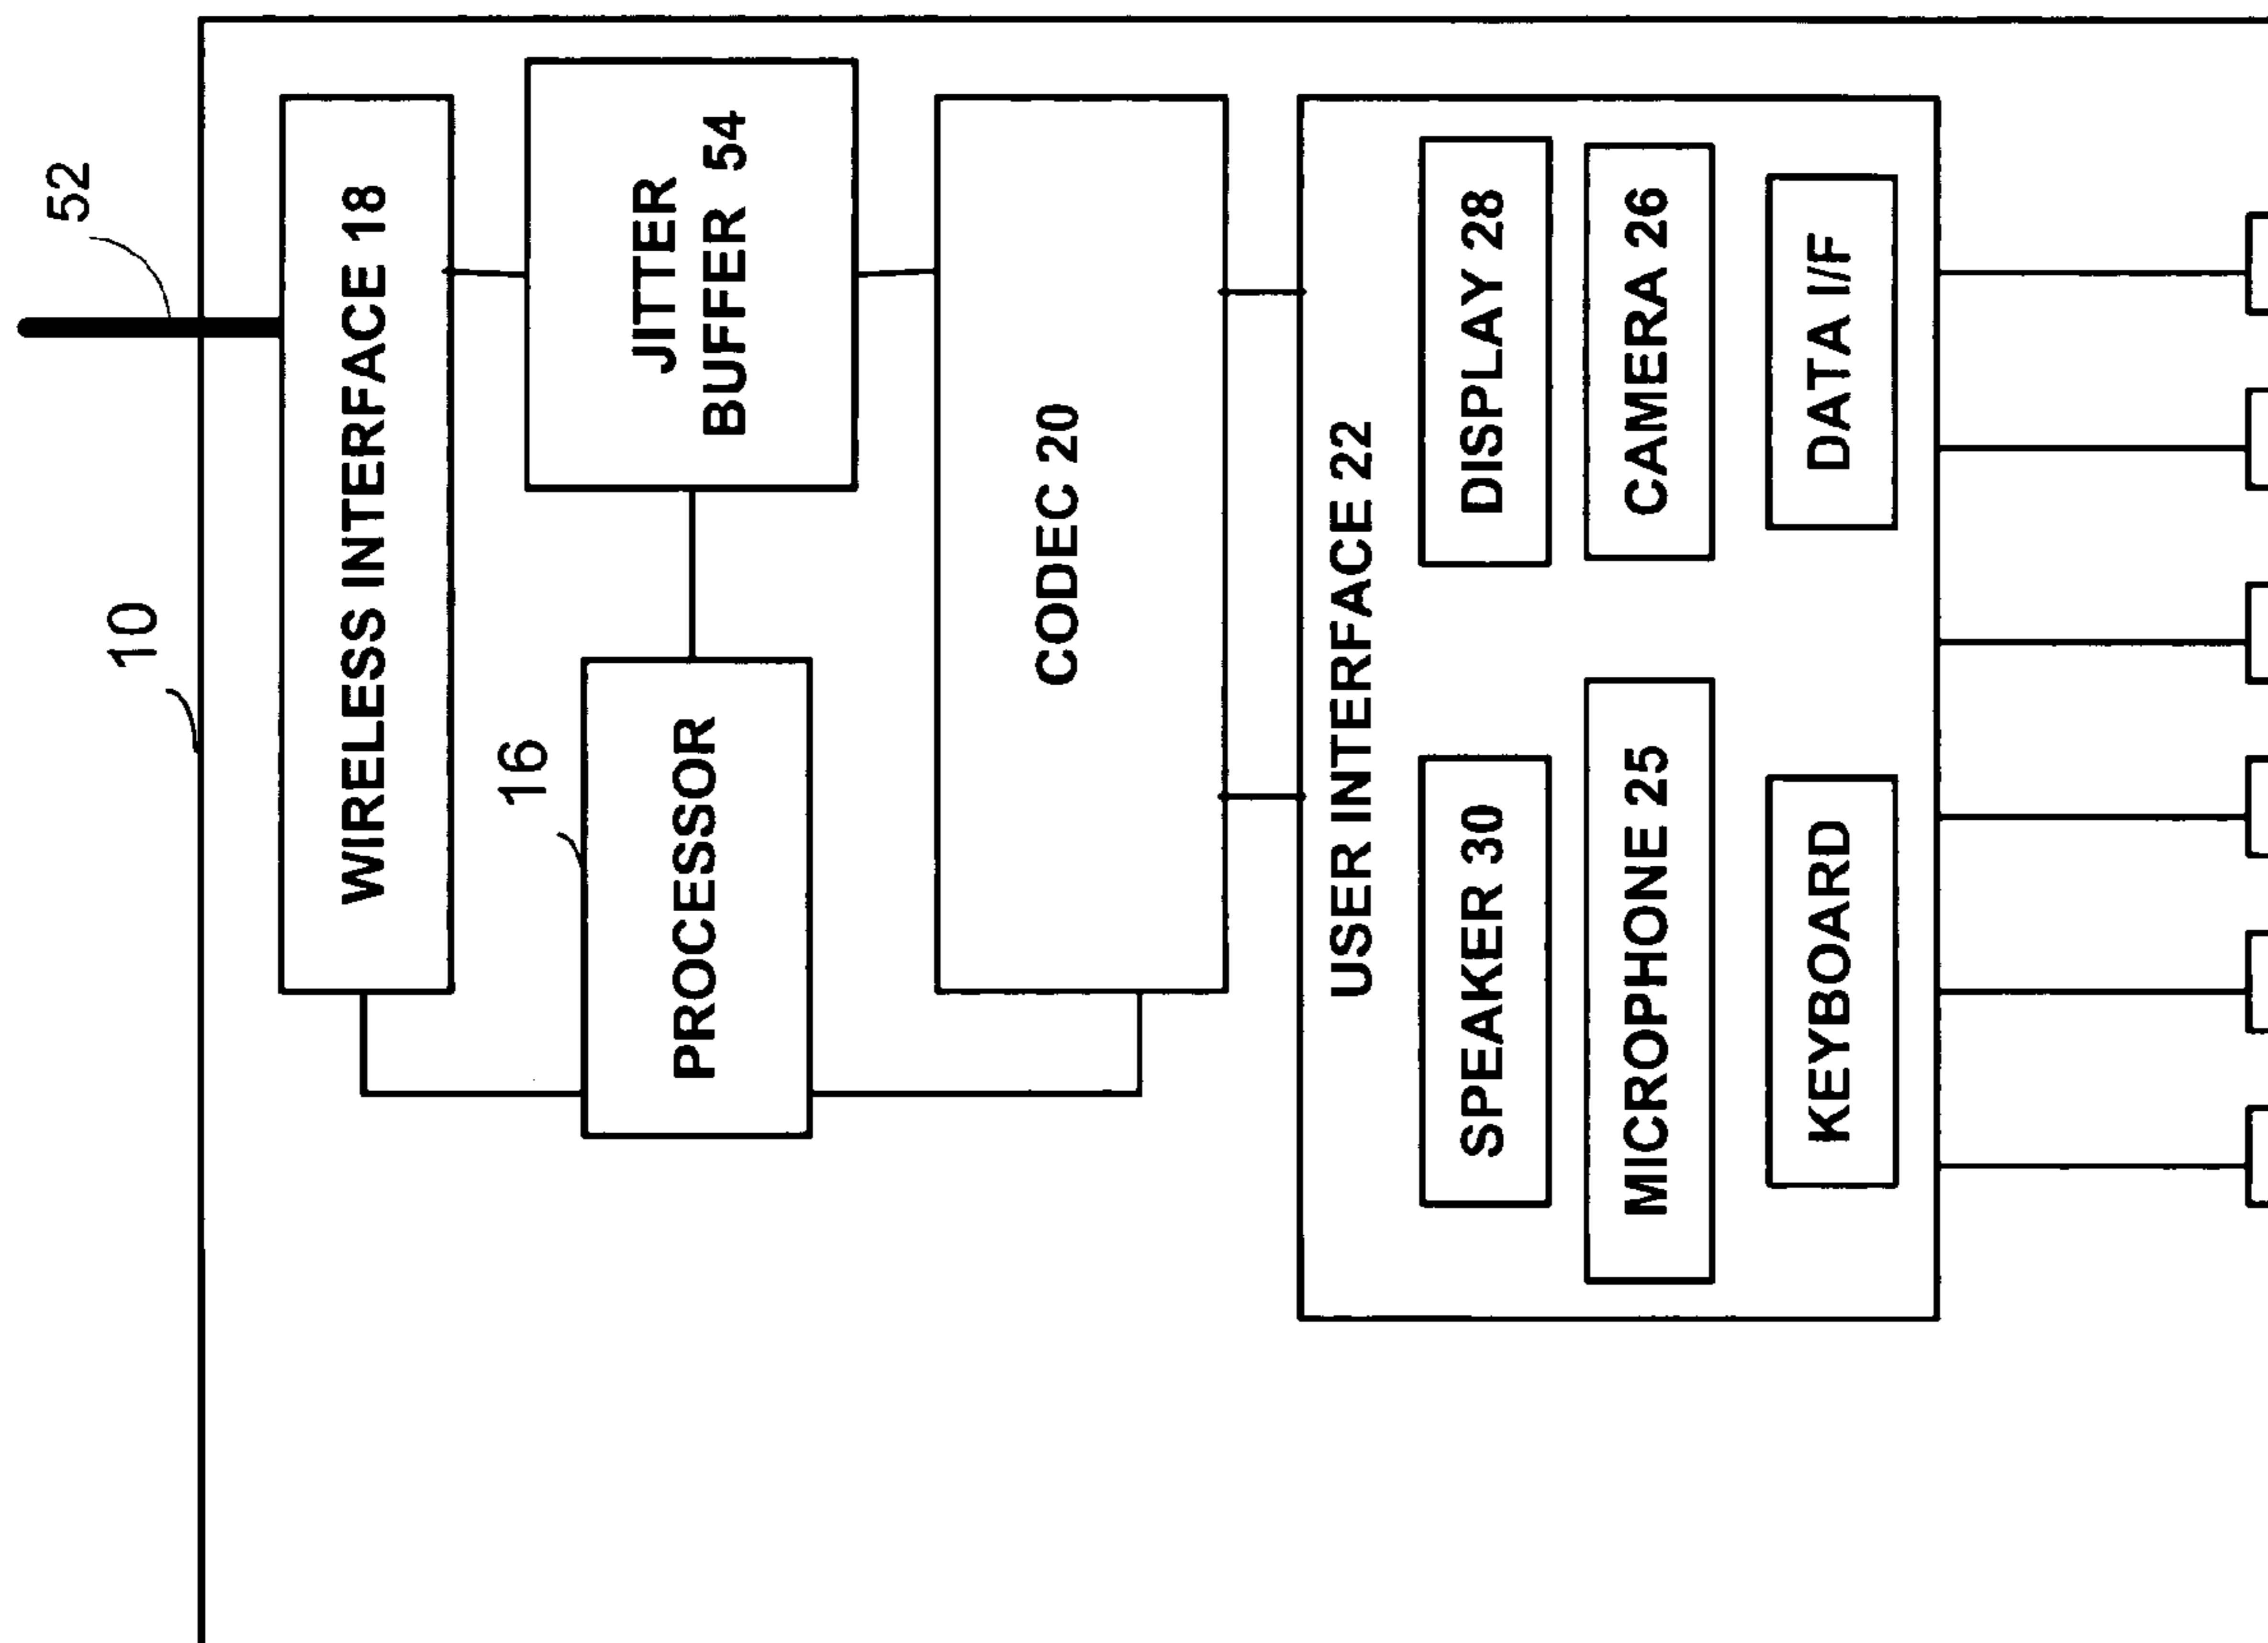 52
10
WIRELESS INTERFACE 18
16
PROCESSOR
JITTER
BUFFER 54
CODEC 20
USER INTERFACE 22
SPEAKER 30
DISPLAY 28
MICROPHONE 25
CAMERA 26
KEYBOARD
DATA I/F